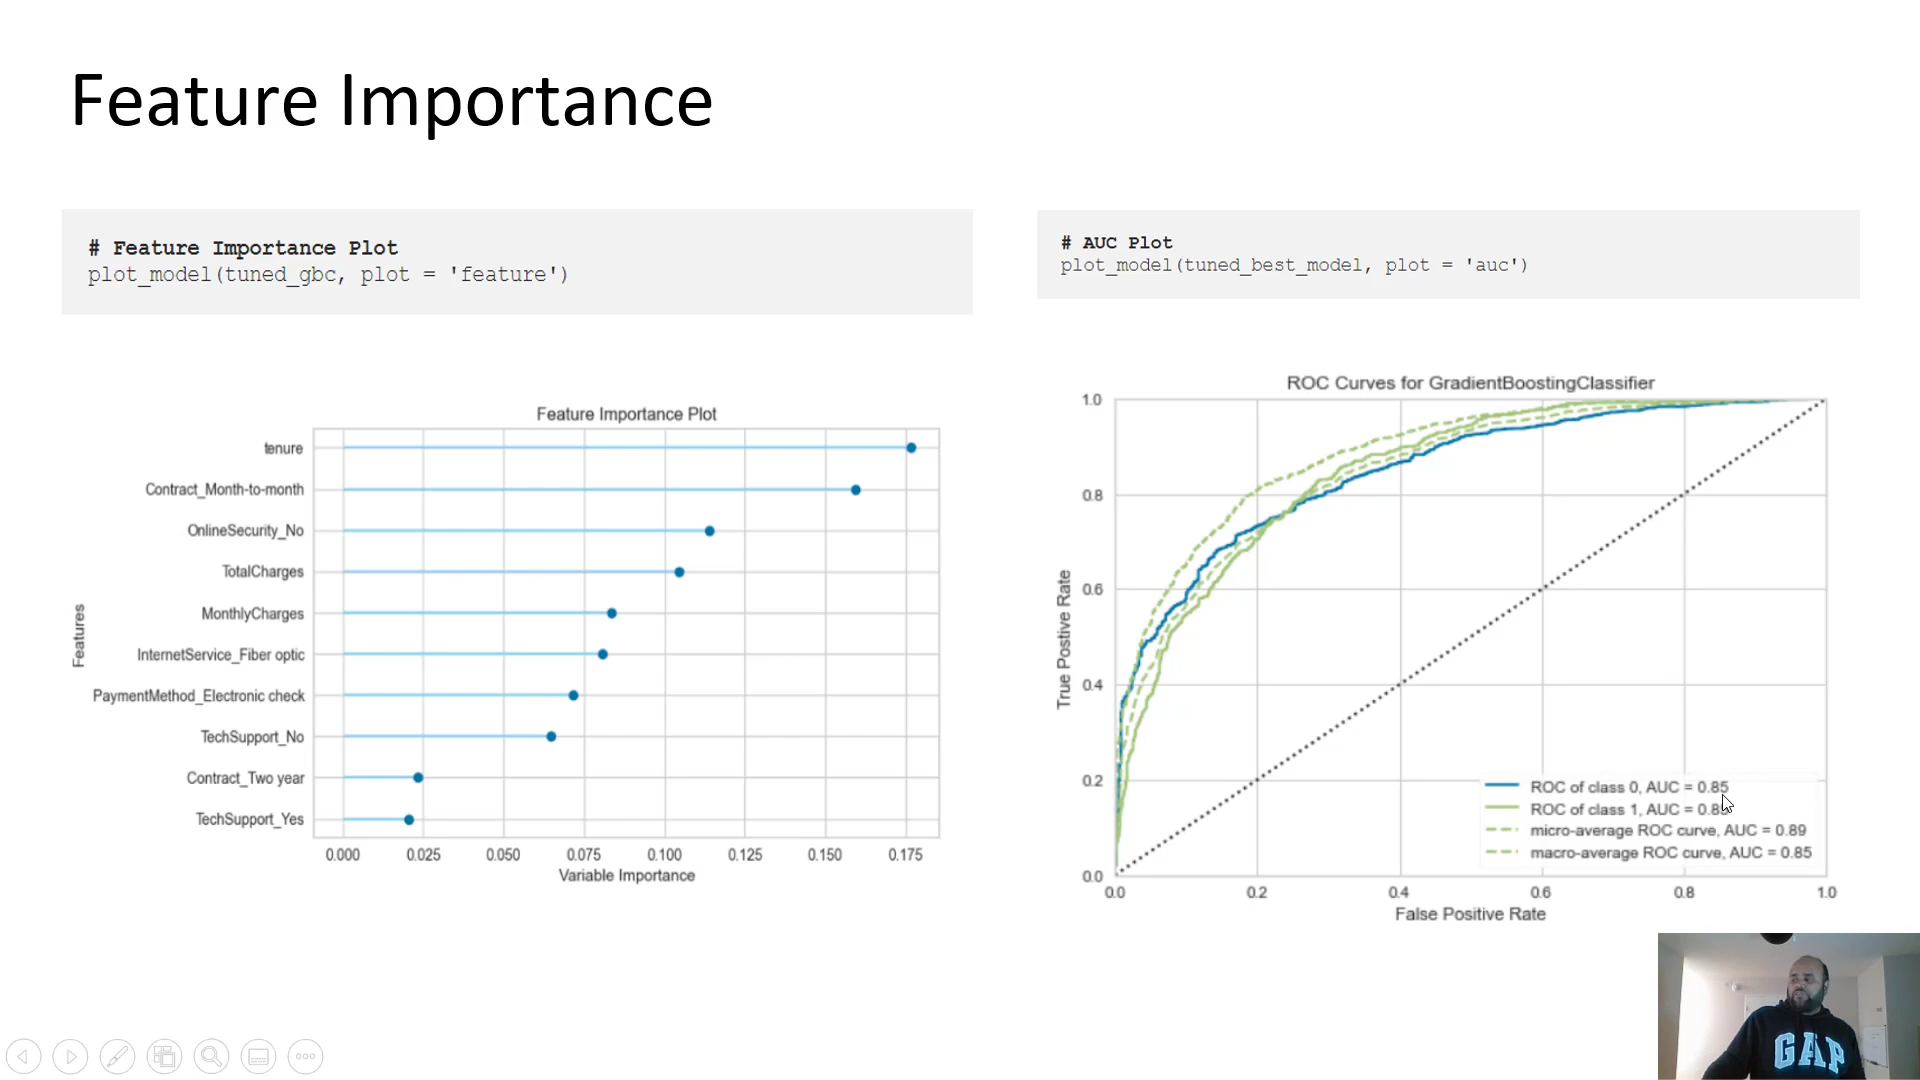 Feature Importance
# Feature Importance Plot
plot_model(tuned_gbc, plot = 'feature')
# AUC Plot
plot_model(tuned_best_model, plot = 'auc')
Feature Importance Plot
tenure
Contract_Month-to-month
OnlineSecurity_No
TotalCharges
MonthlyCharges
InternetService_Fiber optic
PaymentMethod_Electronic check
TechSupport_No
Contract_Two year
TechSupport_Yes
Features
0.000 0.025 0.050 0.075 0.100 0.125 0.150 0.175
Variable Importance
ROC Curves for GradientBoostingClassifier
1.0
0.8
0.6
0.4
0.2
0.0
True Postive Rate
ROC of class 0, AUC = 0.85
ROC of class 1, AUC = 0.85
micro-average ROC curve, AUC = 0.89
macro-average ROC curve, AUC = 0.85
0.0 0.2 0.4 0.6 0.8 1.0
False Positive Rate
GAP